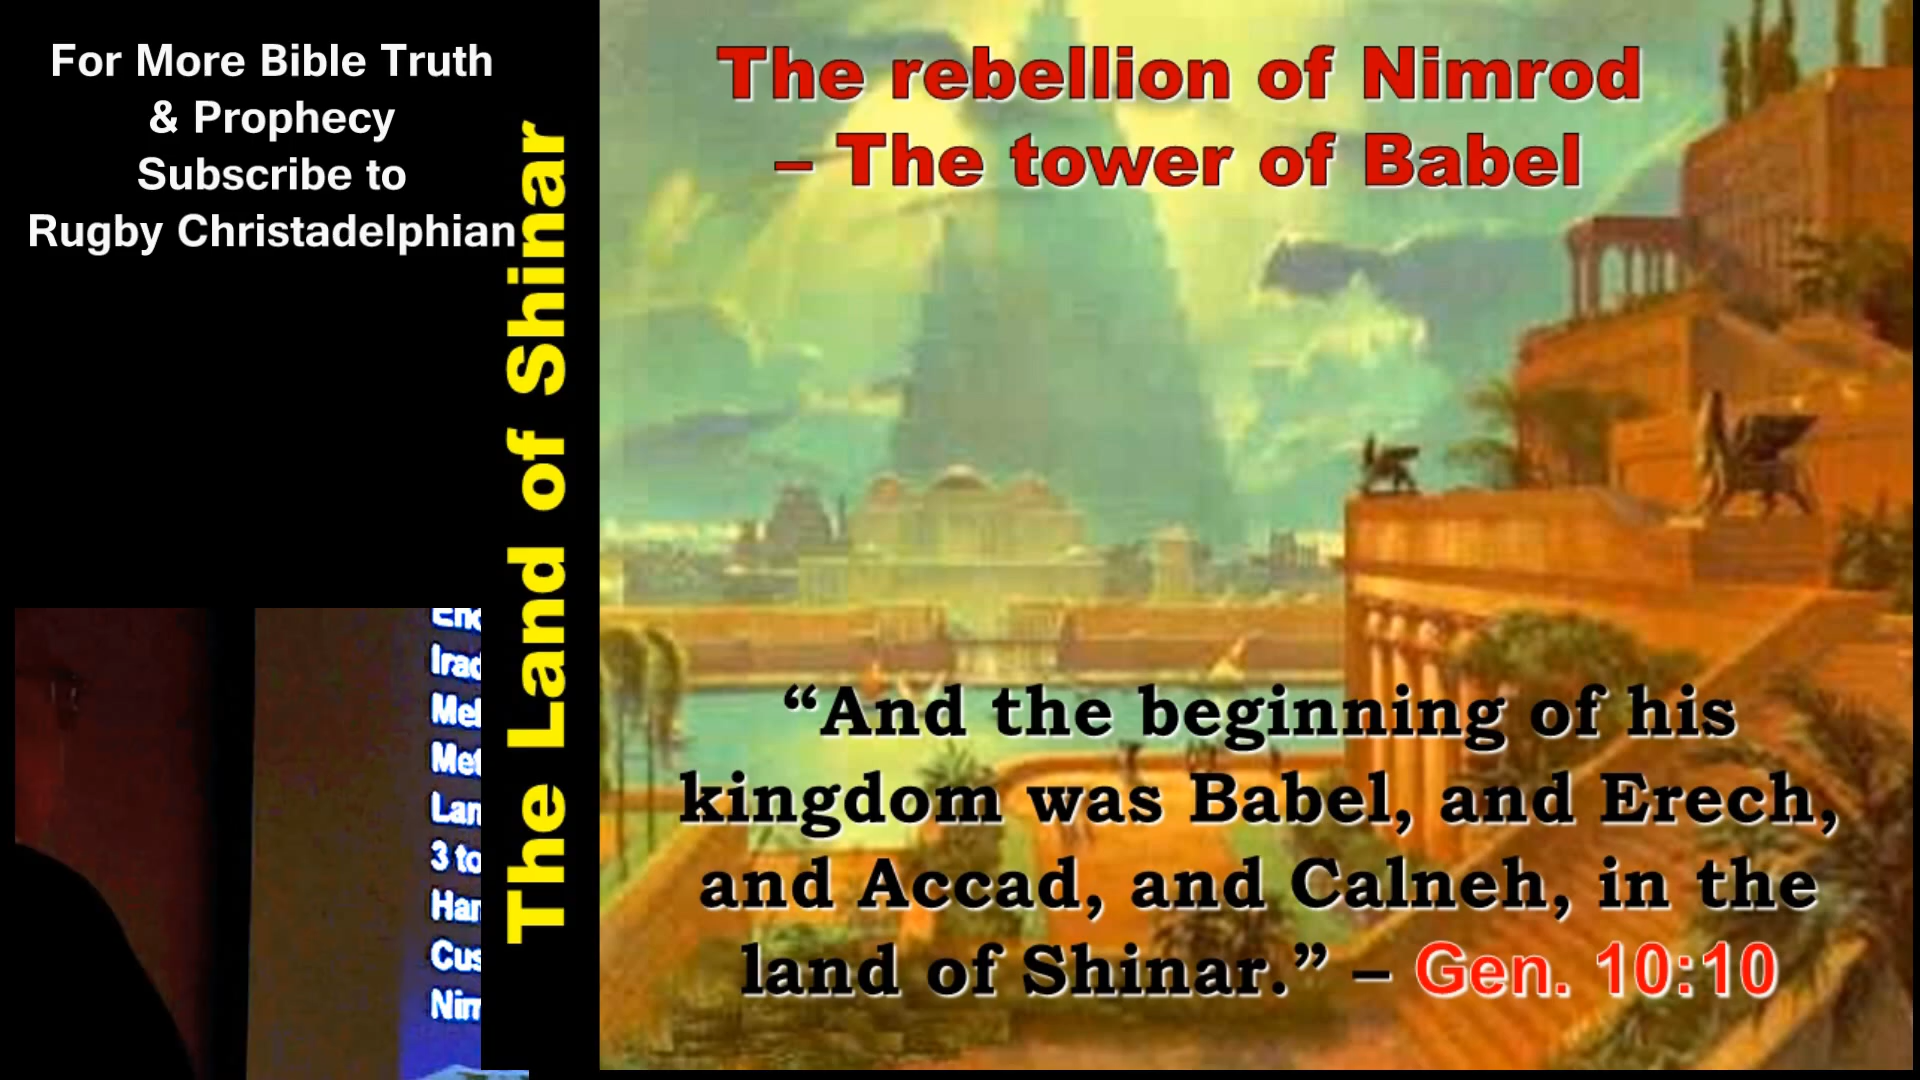 For More Bible Truth
& Prophecy
Subscribe to
Rugby Christadelphian
The Land of Shinar
The rebellion of Nimrod
– The tower of Babel
“And the beginning of his
kingdom was Babel, and Erech,
and Accad, and Calneh, in the
land of Shinar.” – Gen. 10:10
3 to